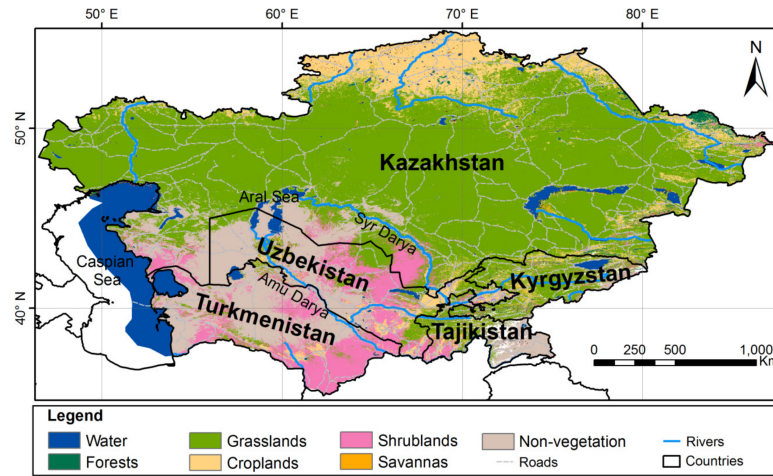 50° E 60° E 70° E 80° E
N
50° N
Kazakhstan
Aral Sea
Syr Darya
Uzbekistan
Caspian
Sea
Kyrgyzstan
Amu Darya
40° N
Turkmenistan
Tajikistan
0 250 500 1,000
Km
Legend
Water Grasslands Shrublands Non-vegetation Rivers
Forests Croplands Savannas Roads Countries